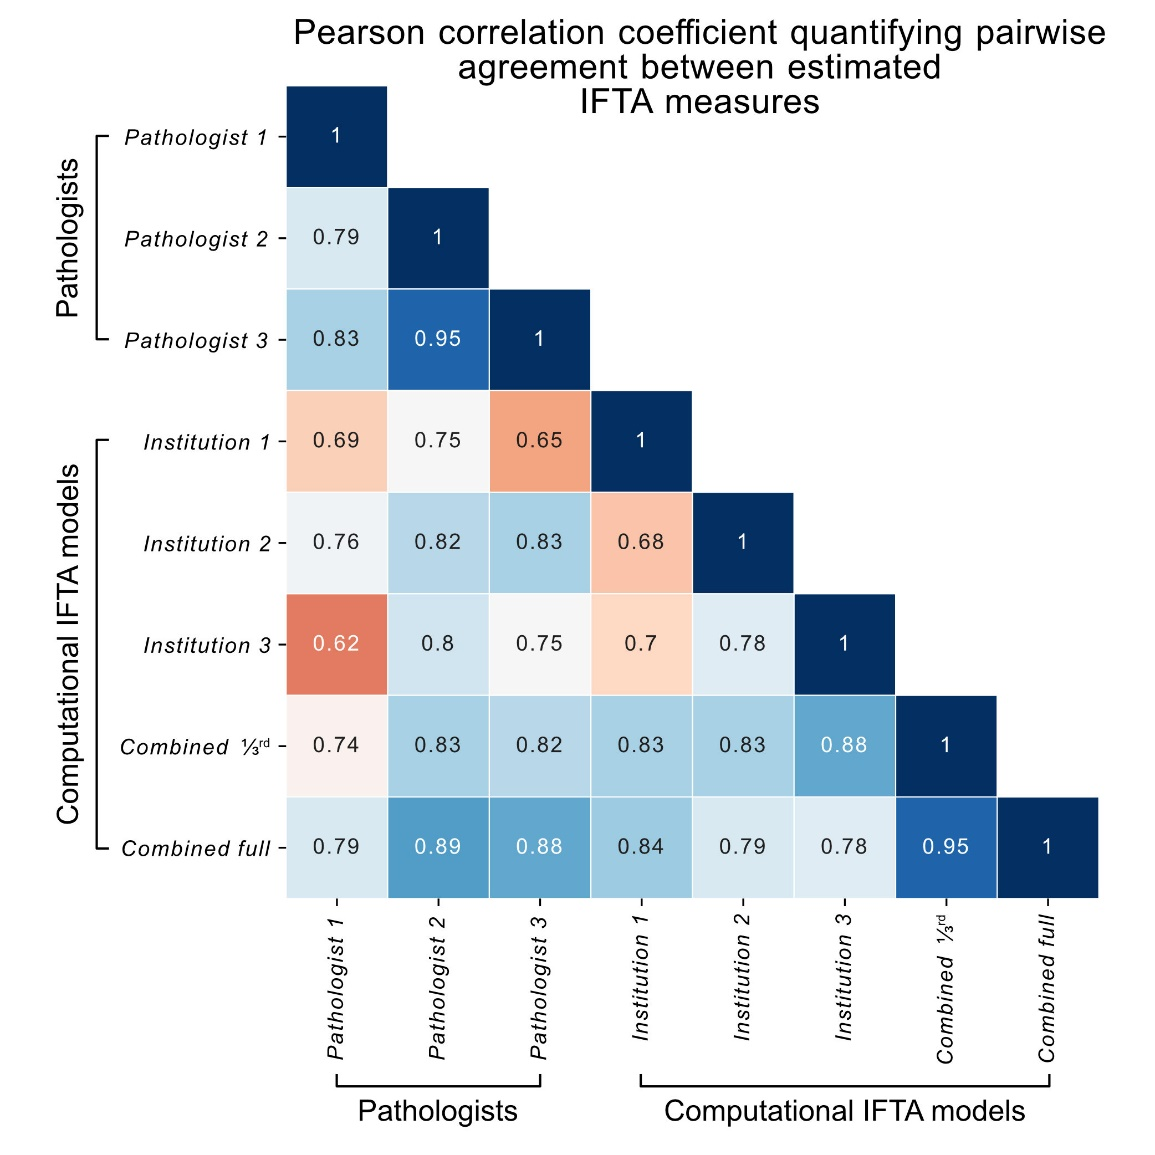 Pearson correlation coefficient quantifying pairwise
agreement between estimated
IFTA measures
Pathologists
Pathologist 1
1
Pathologist 2
0.79 1
Pathologist 3
0.83 0.95 1
Computational IFTA models
Institution 1
0.69 0.75 0.65 1
Institution 2
0.76 0.82 0.83 0.68 1
Institution 3
0.62 0.8 0.75 0.7 0.78 1
Combined ⅓rd
0.74 0.83 0.82 0.83 0.83 0.88 1
Combined full
0.79 0.89 0.88 0.84 0.79 0.78 0.95 1
Pathologist 1
Pathologist 2
Pathologist 3
Institution 1
Institution 2
Institution 3
Combined ⅓rd
Combined full
Pathologists
Computational IFTA models